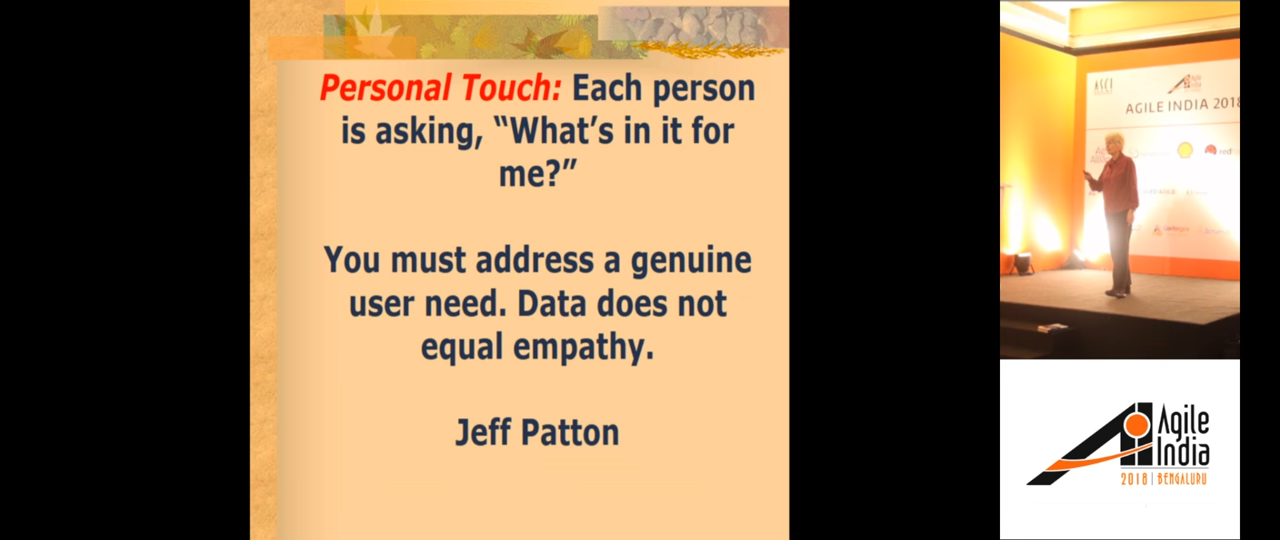 Personal Touch: Each person
is asking, “What’s in it for
me?”
You must address a genuine
user need. Data does not
equal empathy.
Jeff Patton
ASCI
AGILE INDIA 2018
Agile
India
2018 | BENGALURU